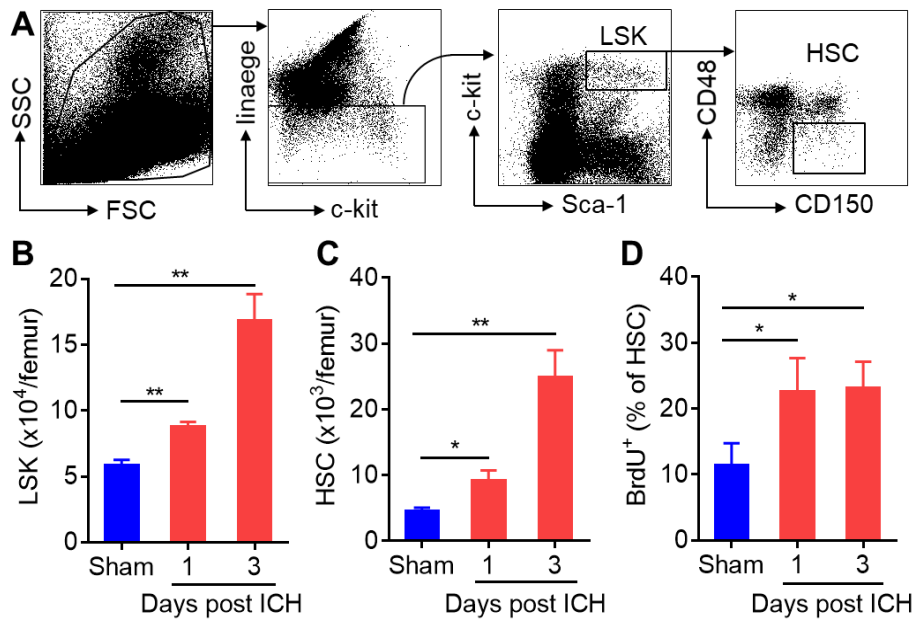 A
SSC
FSC
linaege
c-kit
c-kit
LSK
Sca-1
CD48
HSC
CD150
B
LSK (x10⁴/femur)
20
15
10
5
0
**
**
Sham
1
3
Days post ICH
C
HSC (x10³/femur)
40
30
20
10
0
**
*
Sham
1
3
Days post ICH
D
BrdU⁺ (% of HSC)
40
30
20
10
0
*
*
Sham
1
3
Days post ICH